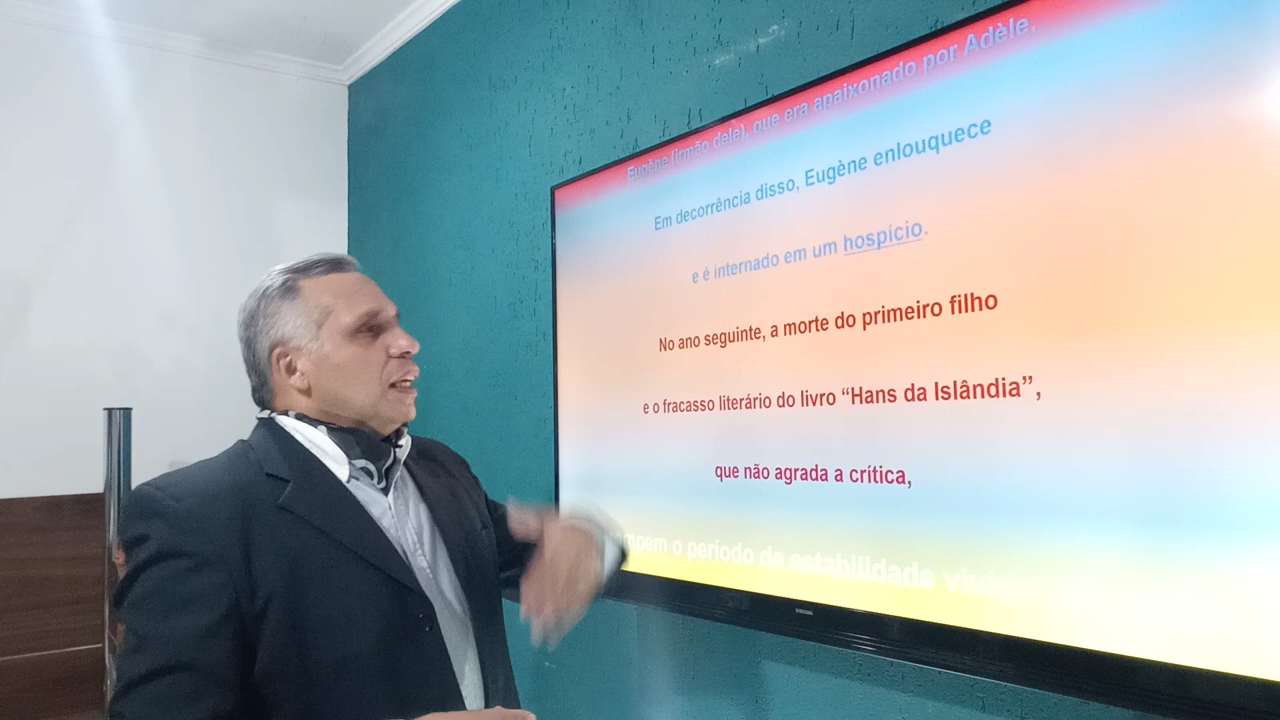 Eugène (irmão dele), que era apaixonado por Adèle.
Em decorrência disso, Eugène enlouquece
e é internado em um hospício.
No ano seguinte, a morte do primeiro filho
e o fracasso literário do livro “Hans da Islândia”,
que não agrada a crítica,
o período de estabilidade